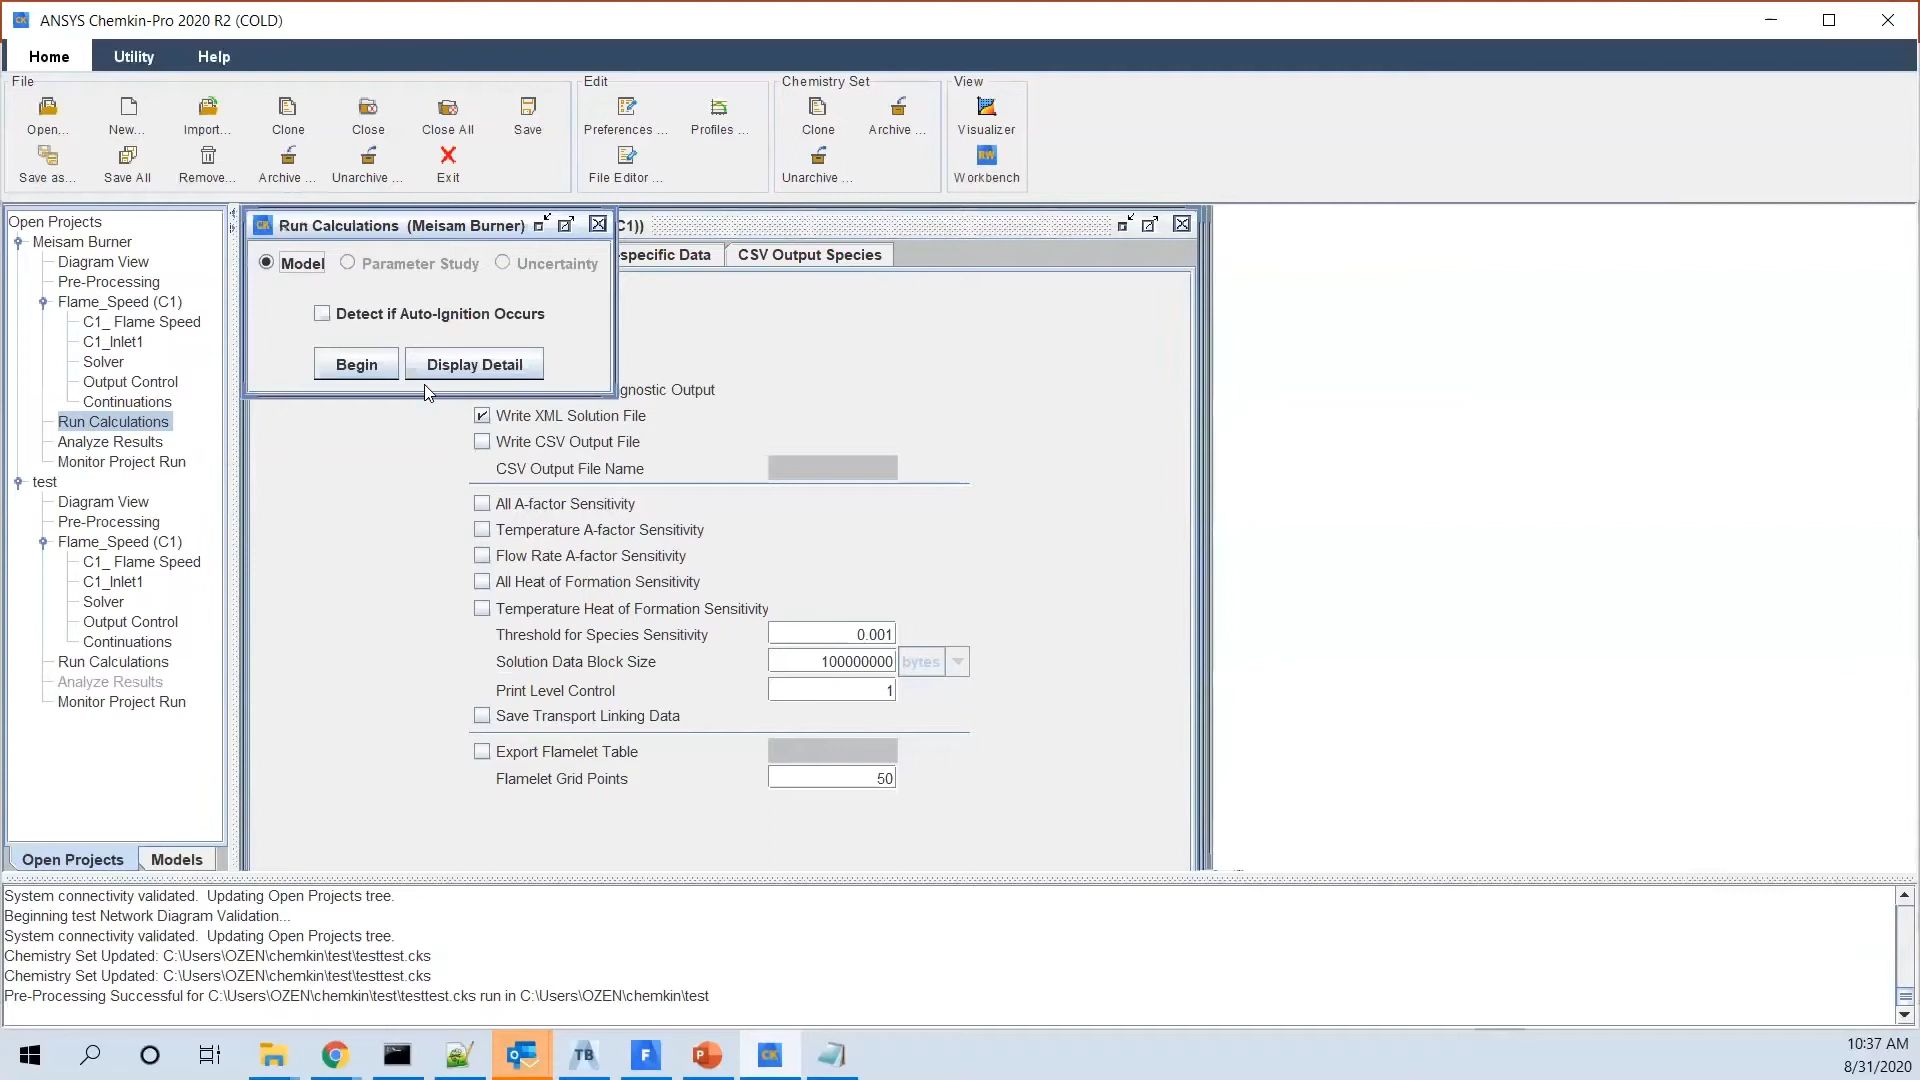 ANSYS Chemkin-Pro 2020 R2 (COLD)
Home Utility Help
File Edit Chemistry Set View
Open... New... Import... Clone Close Close All Save Preferences ... Profiles ... Clone Archive ... Visualizer
Save as... Save All Remove... Archive ... Unarchive ... Exit File Editor ... Unarchive ... Workbench
Open Projects
Meisam Burner
Diagram View
Pre-Processing
Flame_Speed (C1)
C1_ Flame Speed
C1_Inlet1
Solver
Output Control
Continuations
Run Calculations
Analyze Results
Monitor Project Run
test
Diagram View
Pre-Processing
Flame_Speed (C1)
C1_ Flame Speed
C1_Inlet1
Solver
Output Control
Continuations
Run Calculations
Analyze Results
Monitor Project Run
Open Projects Models
Run Calculations (Meisam Burner)
Model Parameter Study Uncertainty
Detect if Auto-Ignition Occurs
Begin Display Detail
C1))
specific Data CSV Output Species
gnostic Output
Write XML Solution File
Write CSV Output File
CSV Output File Name
All A-factor Sensitivity
Temperature A-factor Sensitivity
Flow Rate A-factor Sensitivity
All Heat of Formation Sensitivity
Temperature Heat of Formation Sensitivity
Threshold for Species Sensitivity 0.001
Solution Data Block Size 100000000 bytes
Print Level Control 1
Save Transport Linking Data
Export Flamelet Table
Flamelet Grid Points 50
System connectivity validated. Updating Open Projects tree.
Beginning test Network Diagram Validation...
System connectivity validated. Updating Open Projects tree.
Chemistry Set Updated: C:\Users\OZEN\chemkin\test\testtest.cks
Chemistry Set Updated: C:\Users\OZEN\chemkin\test\testtest.cks
Pre-Processing Successful for C:\Users\OZEN\chemkin\test\testtest.cks run in C:\Users\OZEN\chemkin\test
TB F CK
10:37 AM
8/31/2020